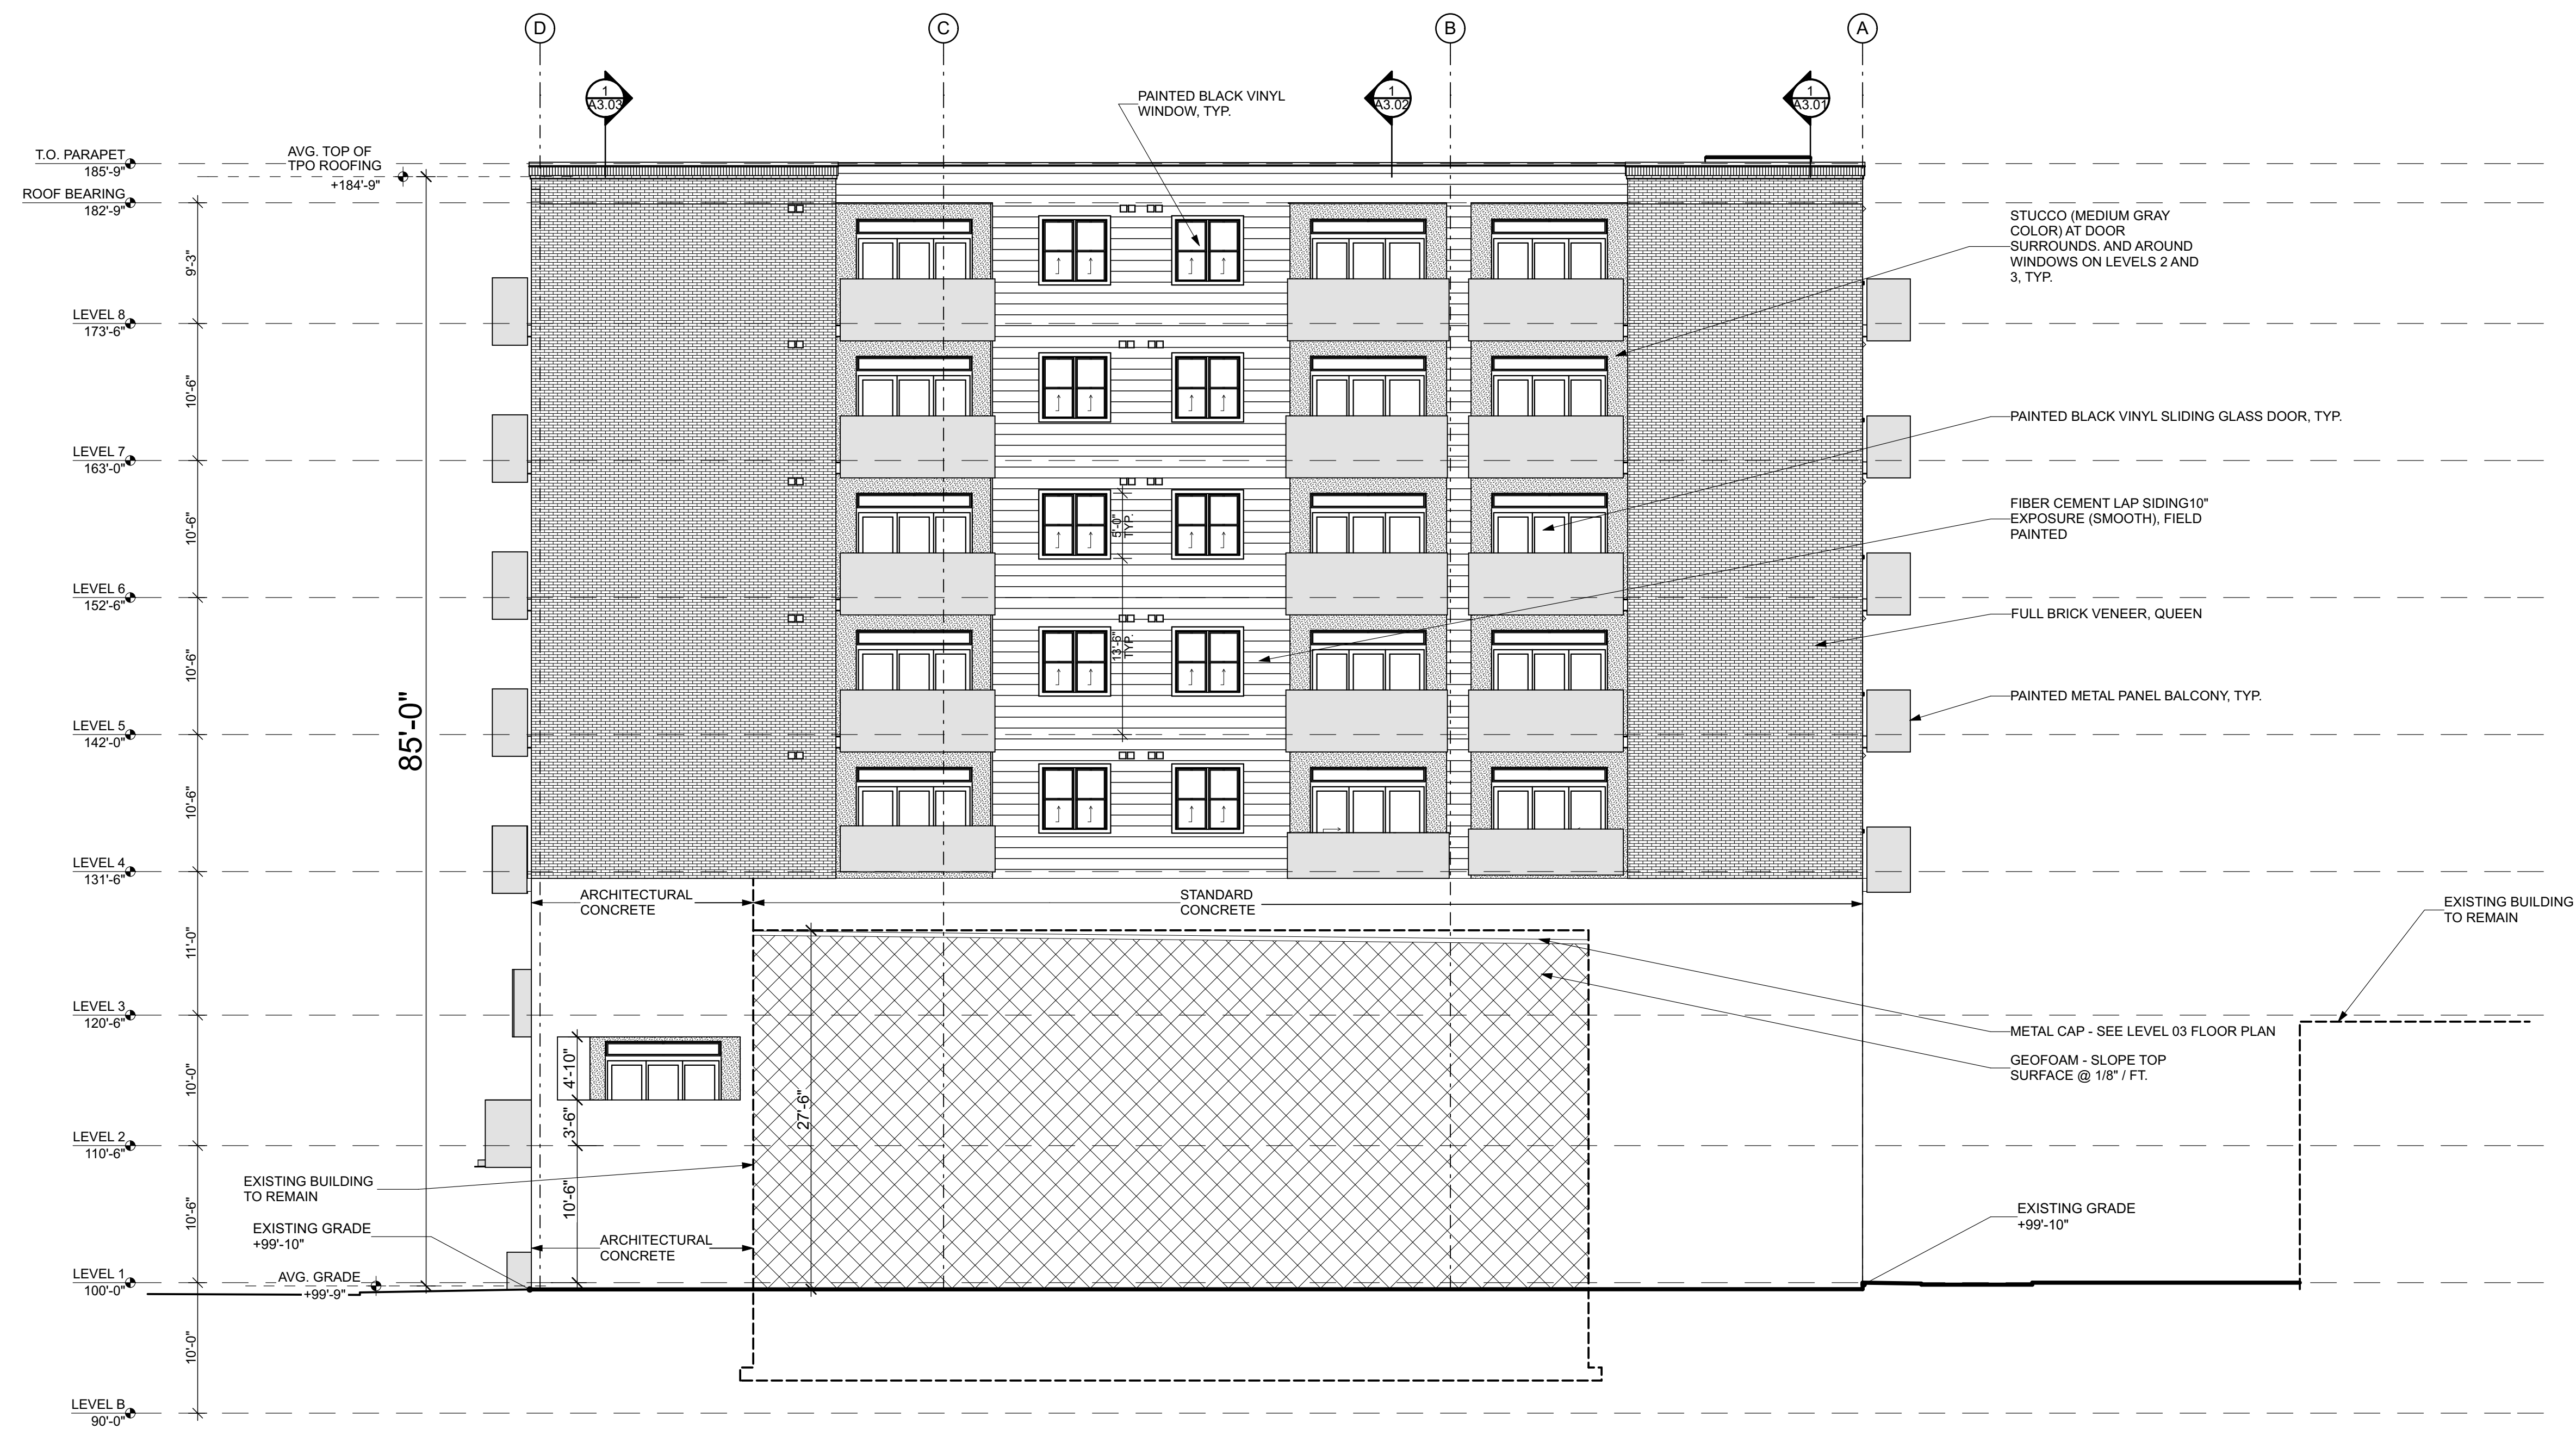 D
C
B
A
1
A3.03
1
A3.02
1
A3.01
PAINTED BLACK VINYL
WINDOW, TYP.
T.O. PARAPET
185'-9"
AVG. TOP OF
TPO ROOFING
+184'-9"
ROOF BEARING
182'-9"
9'-3"
LEVEL 8
173'-6"
10'-6"
LEVEL 7
163'-0"
10'-6"
LEVEL 6
152'-6"
10'-6"
LEVEL 5
142'-0"
10'-6"
LEVEL 4
131'-6"
11'-0"
LEVEL 3
120'-6"
10'-0"
LEVEL 2
110'-6"
10'-6"
LEVEL 1
100'-0"
10'-0"
LEVEL B
90'-0"
85'-0"
5'-0"
TYP.
13'-6"
TYP.
STUCCO (MEDIUM GRAY
COLOR) AT DOOR
SURROUNDS. AND AROUND
WINDOWS ON LEVELS 2 AND
3, TYP.
PAINTED BLACK VINYL SLIDING GLASS DOOR, TYP.
FIBER CEMENT LAP SIDING10"
EXPOSURE (SMOOTH), FIELD
PAINTED
FULL BRICK VENEER, QUEEN
PAINTED METAL PANEL BALCONY, TYP.
ARCHITECTURAL
CONCRETE
STANDARD
CONCRETE
EXISTING BUILDING
TO REMAIN
METAL CAP - SEE LEVEL 03 FLOOR PLAN
GEOFOAM - SLOPE TOP
SURFACE @ 1/8" / FT.
4'-10"
3'-6"
10'-6"
27'-6"
EXISTING BUILDING
TO REMAIN
EXISTING GRADE
+99'-10"
ARCHITECTURAL
CONCRETE
AVG. GRADE
+99'-9"
EXISTING GRADE
+99'-10"